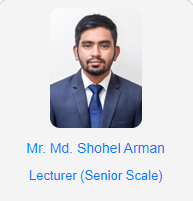 Mr. Md. Shohel Arman
Lecturer (Senior Scale)